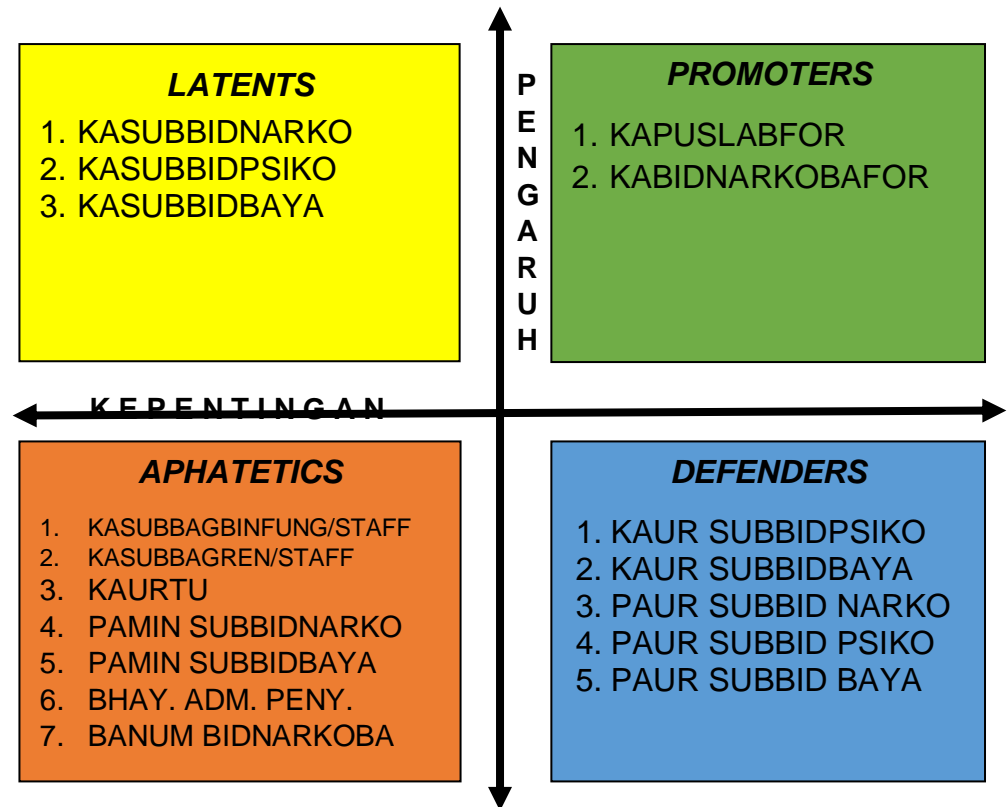 LATENTS
1. KASUBBIDNARKO
2. KASUBBIDPSIKO
3. KASUBBIDBAYA
PENGARUH
PROMOTERS
1. KAPUSLABFOR
2. KABIDNARKOBAFOR
KEPENTINGAN
APHATETICS
1. KASUBBAGBINFUNG/STAFF
2. KASUBBAGREN/STAFF
3. KAURTU
4. PAMIN SUBBIDNARKO
5. PAMIN SUBBIDBAYA
6. BHAY. ADM. PENY.
7. BANUM BIDNARKOBA
DEFENDERS
1. KAUR SUBBIDPSIKO
2. KAUR SUBBIDBAYA
3. PAUR SUBBID NARKO
4. PAUR SUBBID PSIKO
5. PAUR SUBBID BAYA